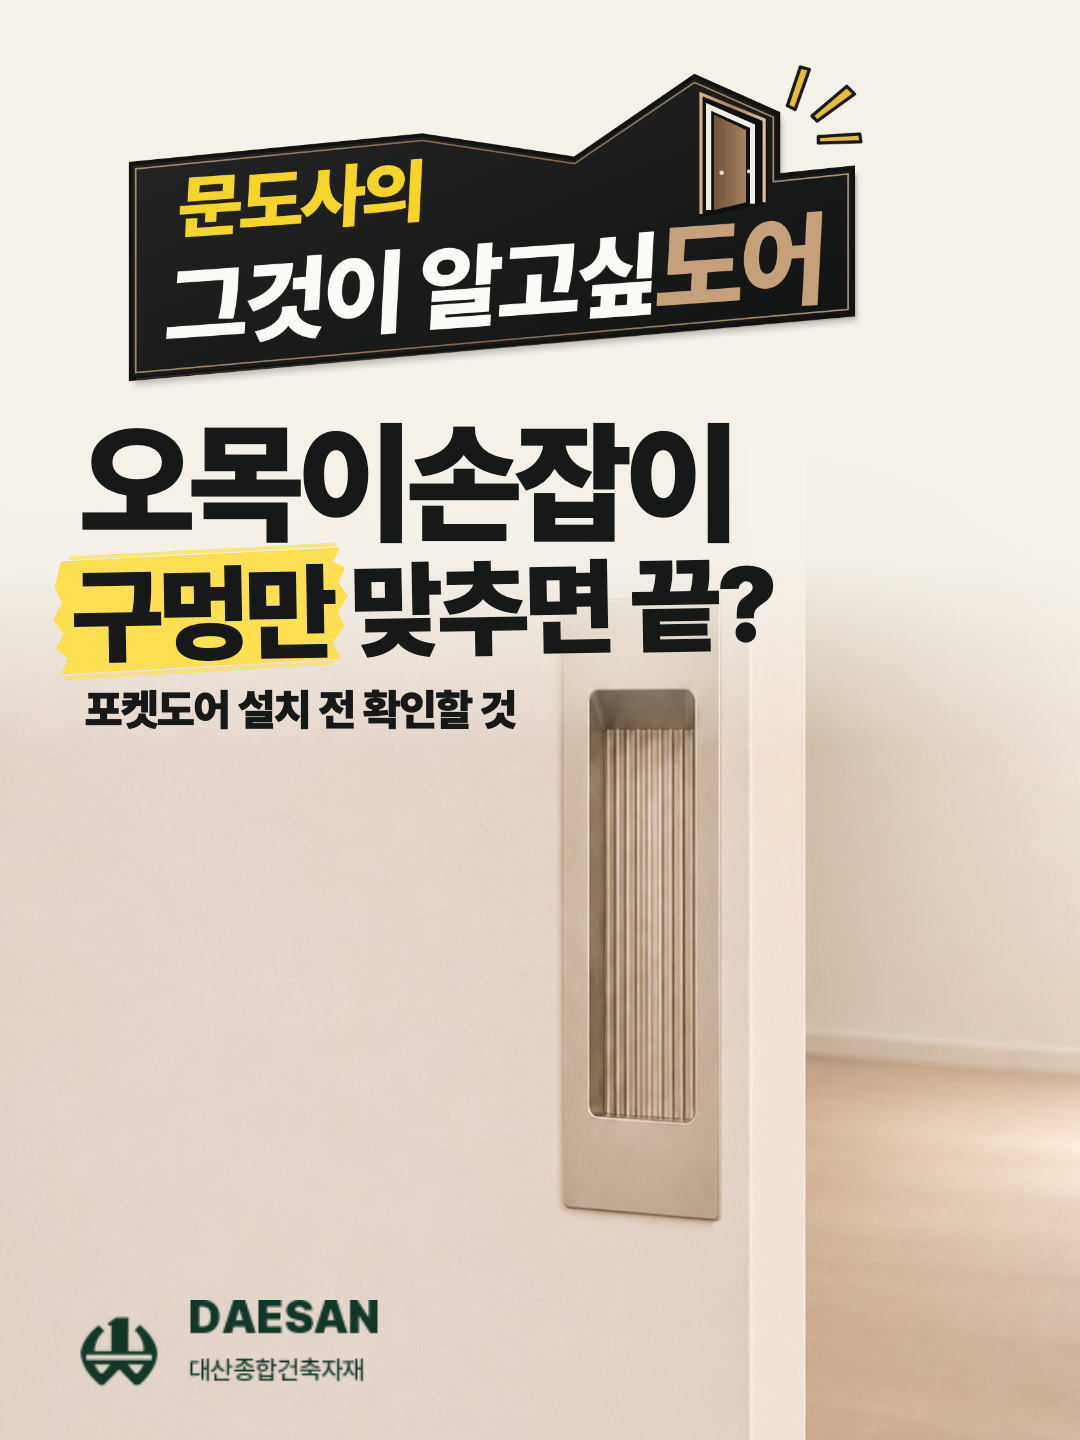 문도사의
그것이 알고싶도어
오목이손잡이
구멍만 맞추면 끝?
포켓도어 설치 전 확인할 것
DAESAN
대산종합건축자재